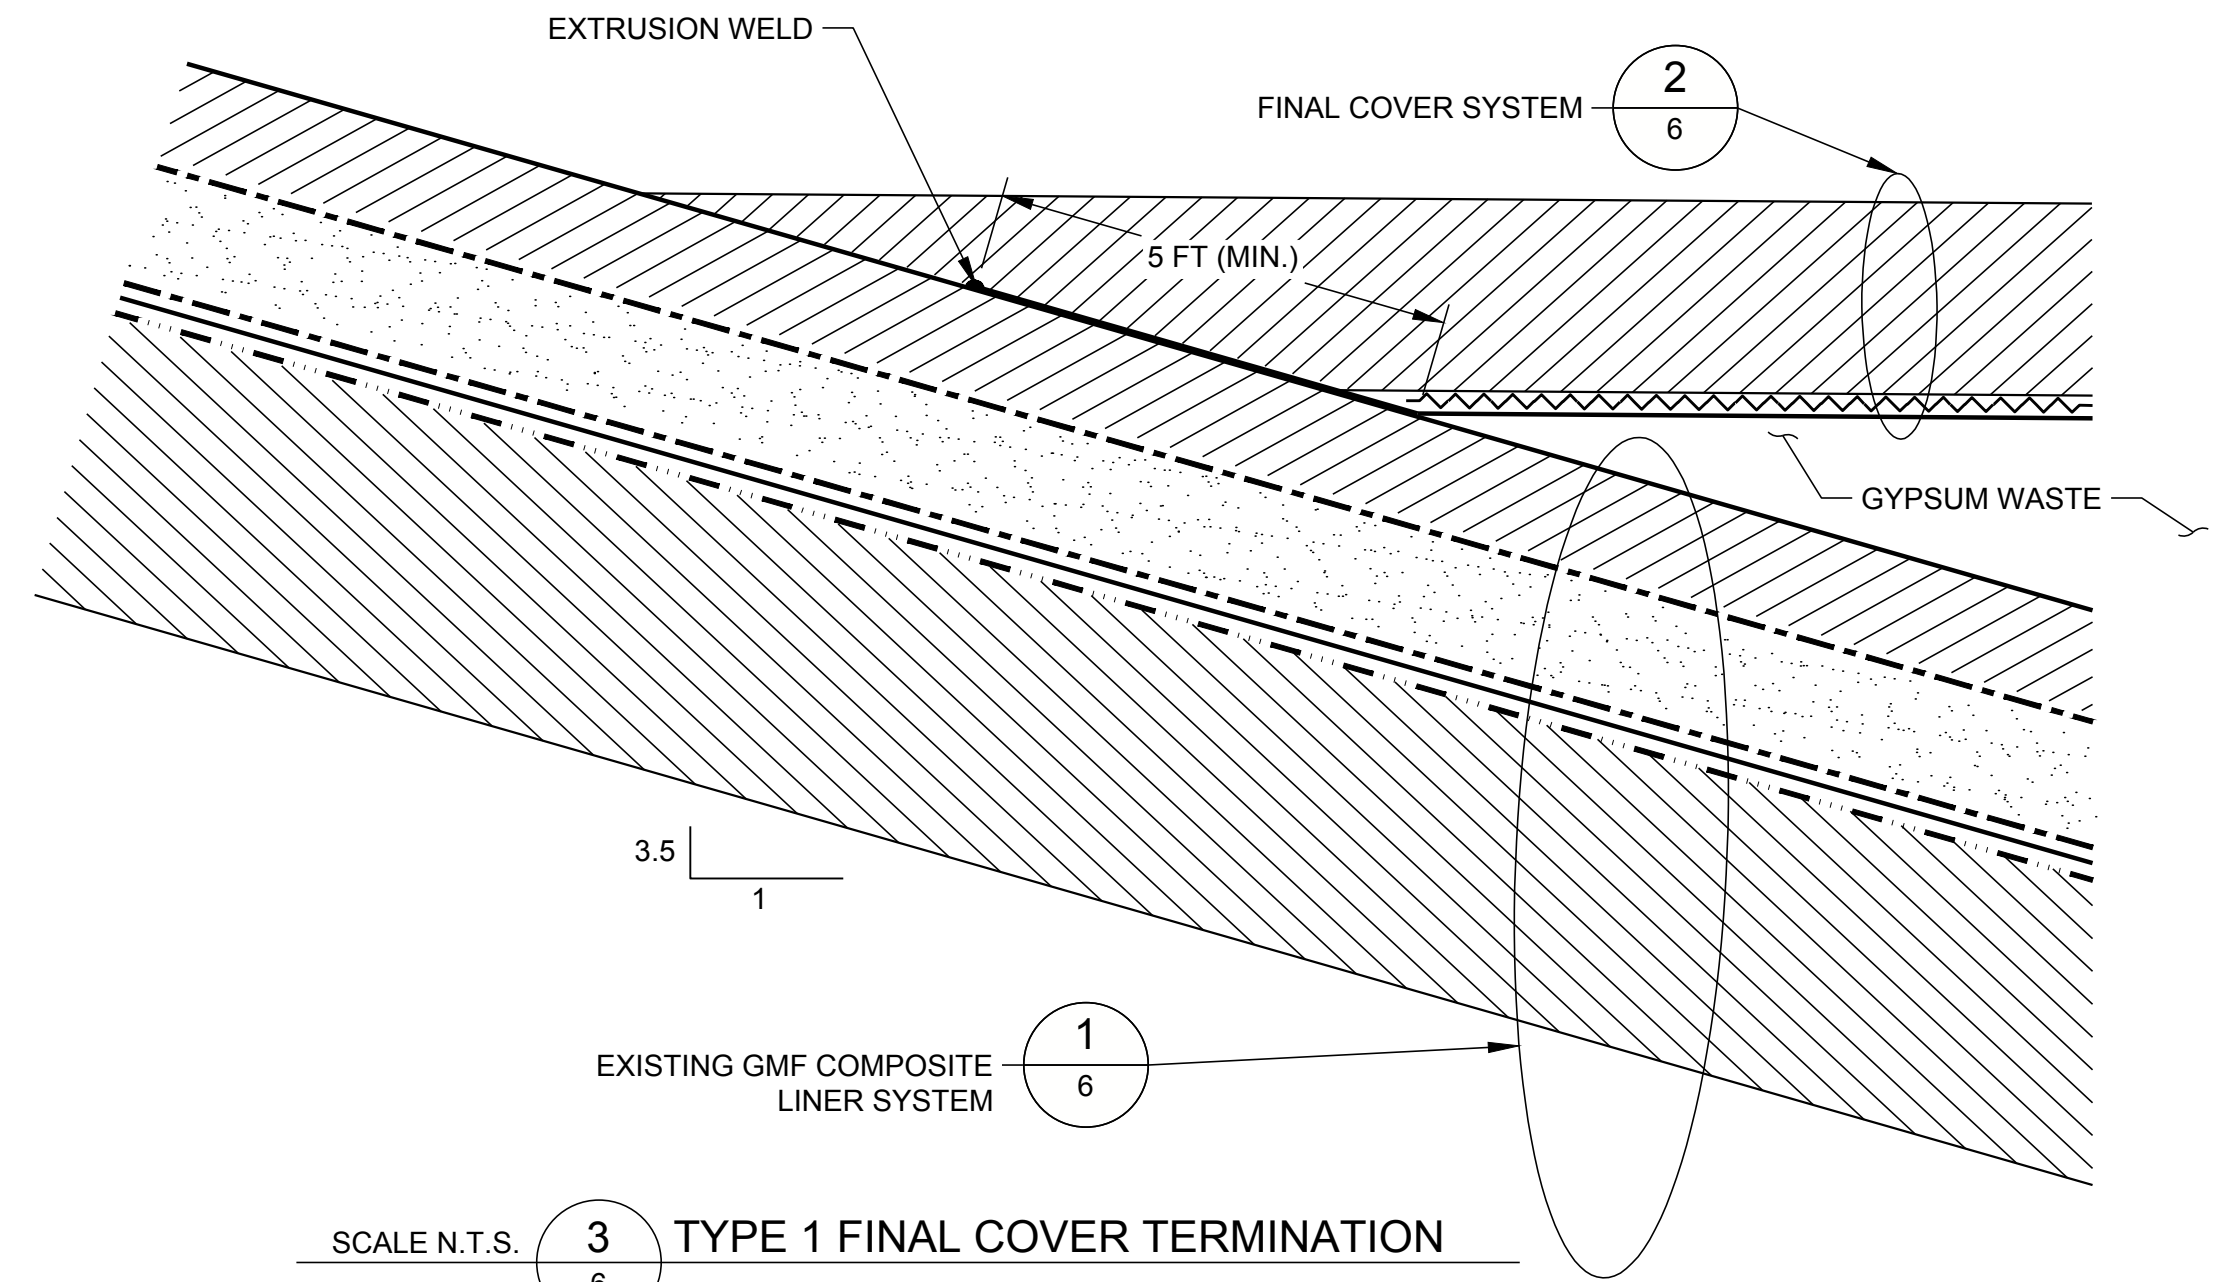 EXTRUSION WELD
2
FINAL COVER SYSTEM
6
5 FT (MIN.)
GYPSUM WASTE
3.5
1
1
EXISTING GMF COMPOSITE
6
LINER SYSTEM
SCALE N.T.S.
3
TYPE 1 FINAL COVER TERMINATION
6